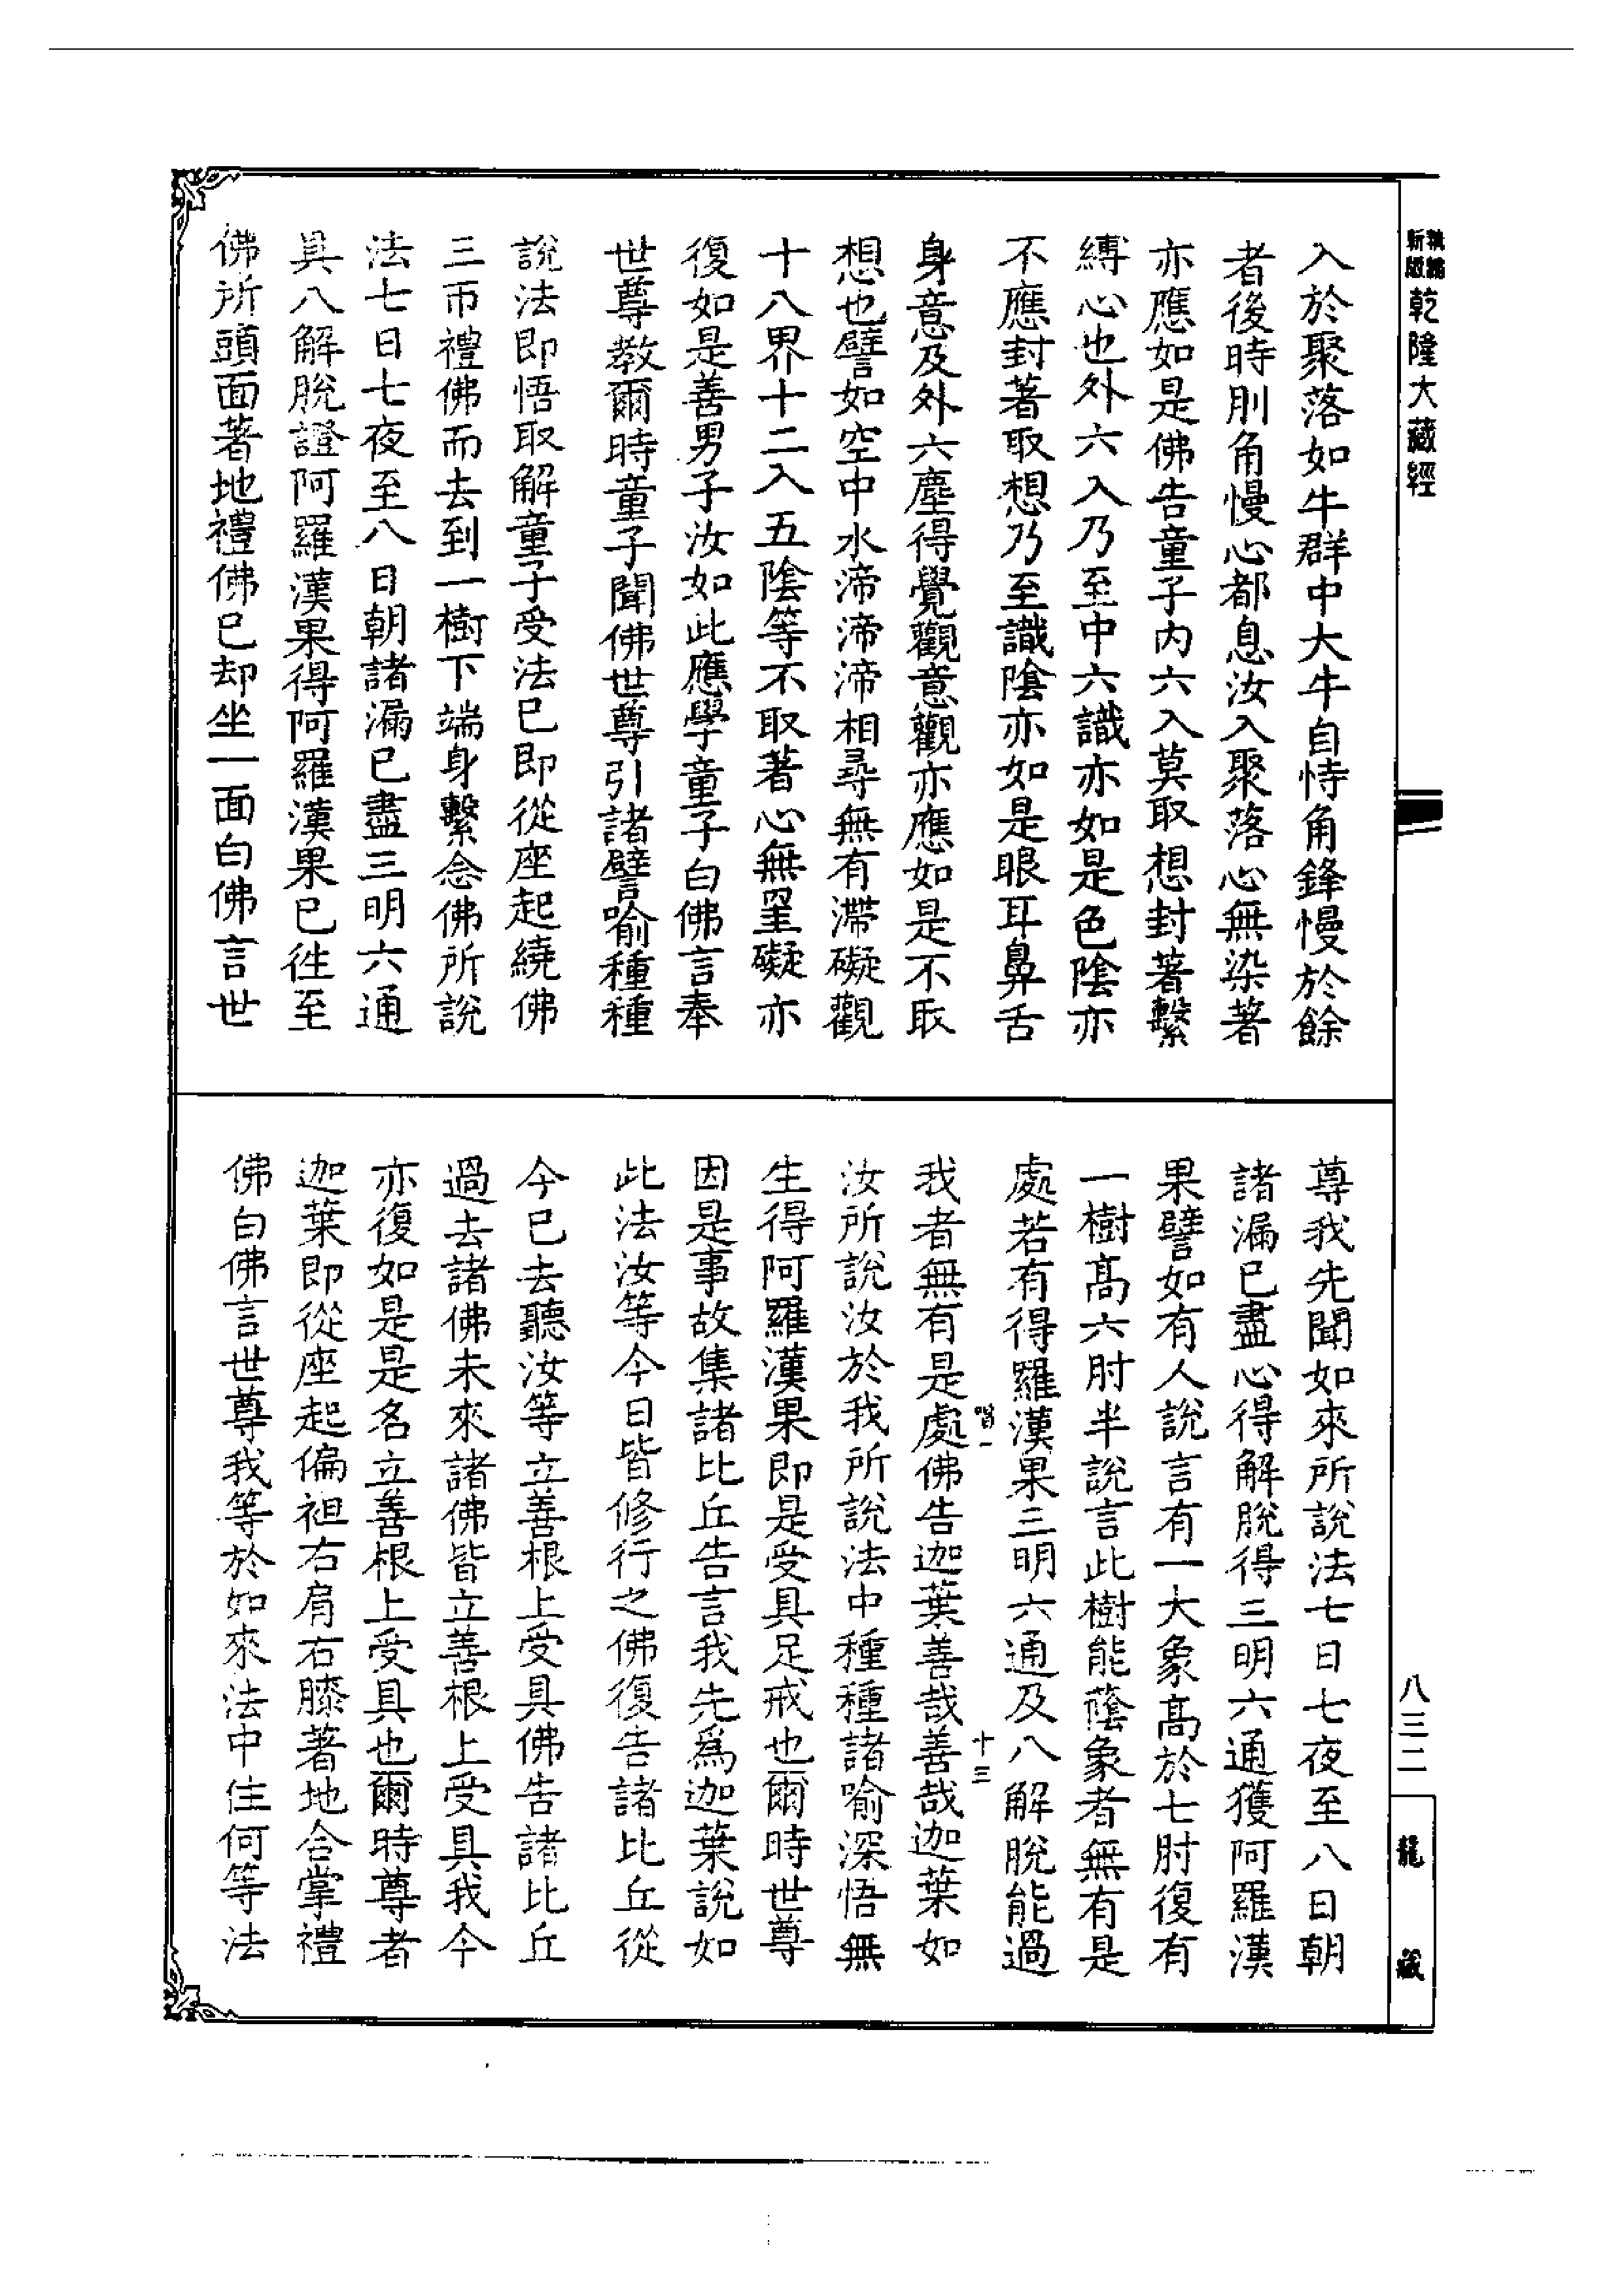 新編
新版
乾隆大藏經
入於聚落如牛群中大牛自恃角鋒慢於餘
者後時刖角慢心都息汝入聚落心無染著
亦應如是佛告童子內六入莫取想封著繫
縛心也外六入乃至中六識亦如是色陰亦
不應封著取想乃至識陰亦如是眼耳鼻舌
身意及外六塵得覺觀意觀亦應如是不取
想也譬如空中水渧渧渧相尋無有滯礙觀
十八界十二入五陰等不取著心無罣礙亦
復如是善男子汝如此應學童子白佛言奉
世尊教爾時童子聞佛世尊引諸譬喻種種
說法即悟取解童子受法已即從座起繞佛
三帀禮佛而去到一樹下端身繫念佛所說
法七日七夜至八日朝諸漏已盡三明六通
具八解脫證阿羅漢果得阿羅漢果已徃至
佛所頭面著地禮佛已却坐一面白佛言世
尊我先聞如來所說法七日七夜至八日朝
諸漏已盡心得解脫得三明六通獲阿羅漢
果譬如有人說言有一大象髙於七肘復有
一樹髙六肘半說言此樹能蔭象者無有是
處若有得羅漢果三明六通及八解脫能過
我者無有是處佛告迦葉善哉善哉迦葉如
汝所說汝於我所說法中種種諸喻深悟無
生得阿羅漢果即是受具足戒也爾時世尊
因是事故集諸比丘告言我先爲迦葉說如
此法汝等今日皆修行之佛復告諸比丘從
今已去聽汝等立善根上受具佛告諸比丘
過去諸佛未來諸佛皆立善根上受具我今
亦復如是是名立善根上受具也爾時尊者
迦葉即從座起偏袒右肩右膝著地合掌禮
佛白佛言世尊我等於如來法中住何等法
十三
八三二
龍藏